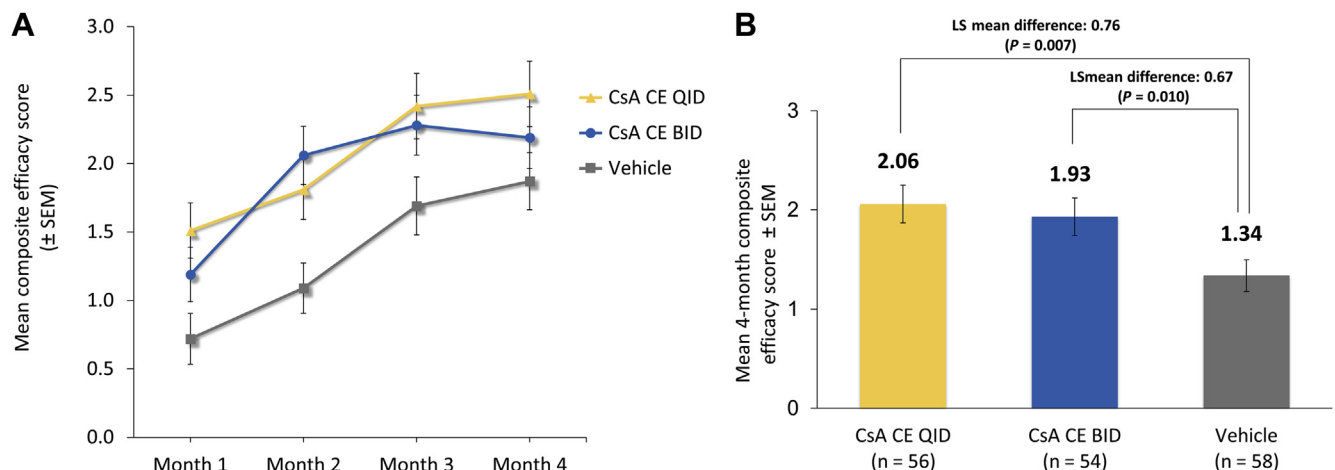 A
Mean composite efficacy score
(± SEM)
3.0
2.5
2.0
1.5
1.0
0.5
0.0
Month 1
Month 2
Month 3
Month 4
CsA CE QID
CsA CE BID
Vehicle
B
LS mean difference: 0.76
(P = 0.007)
LSmean difference: 0.67
(P = 0.010)
Mean 4-month composite
efficacy score ± SEM
3
2
1
0
2.06
1.93
1.34
CsA CE QID
(n = 56)
CsA CE BID
(n = 54)
Vehicle
(n = 58)